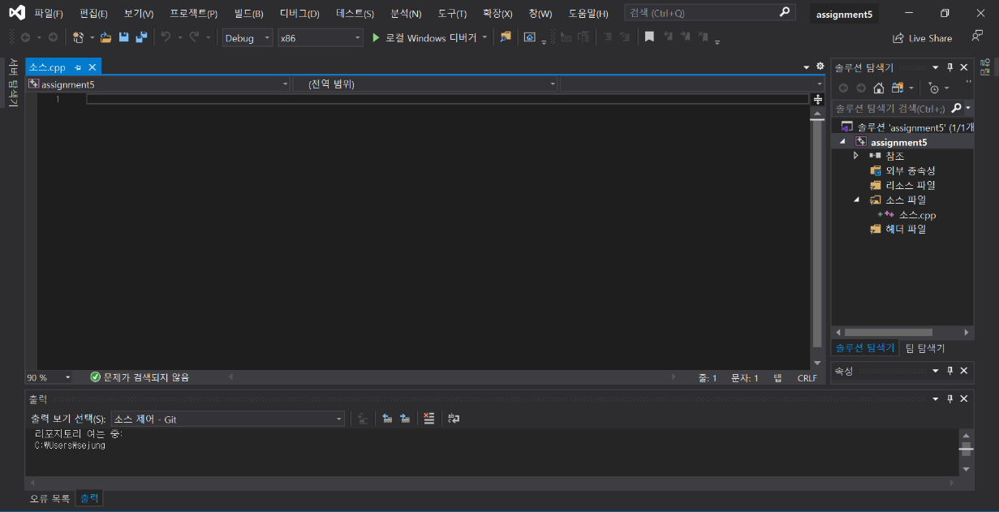 파일(F) 편집(E) 보기(V) 프로젝트(P) 빌드(B) 디버그(D) 테스트(S) 분석(N) 도구(T) 확장(X) 창(W) 도움말(H) 검색 (Ctrl+Q) assignment5
Debug x86 로컬 Windows 디버거 Live Share
서버 탐색기
소스.cpp
assignment5 (전역 범위)
1
90 % 문제가 검색되지 않음 줄: 1 문자: 1 탭 CRLF
솔루션 탐색기
솔루션 탐색기 검색(Ctrl+;)
솔루션 'assignment5' (1/1개
assignment5
참조
외부 종속성
리소스 파일
소스 파일
소스.cpp
헤더 파일
솔루션 탐색기 팀 탐색기
속성
알림
출력
출력 보기 선택(S): 소스 제어 - Git
리포지토리 여는 중:
C:₩Users₩sejung
오류 목록 출력